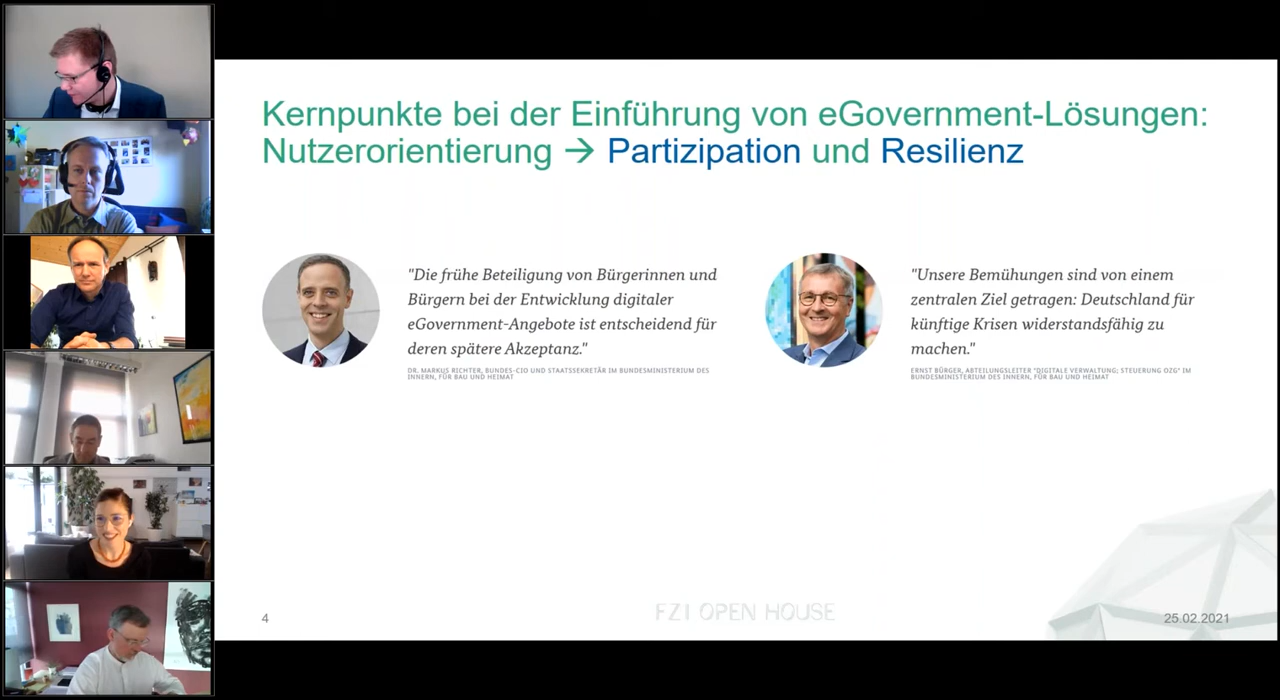 Kernpunkte bei der Einführung von eGovernment-Lösungen:
Nutzerorientierung → Partizipation und Resilienz
"Die frühe Beteiligung von Bürgerinnen und
Bürgern bei der Entwicklung digitaler
eGovernment-Angebote ist entscheidend für
deren spätere Akzeptanz."
DR. MARKUS RICHTER, BUNDES-CIO UND STAATSSEKRETÄR IM BUNDESMINISTERIUM DES
INNERN, FÜR BAU UND HEIMAT
"Unsere Bemühungen sind von einem
zentralen Ziel getragen: Deutschland für
künftige Krisen widerstandsfähig zu
machen."
ERNST BÜRGER, ABTEILUNGSLEITER "DIGITALE VERWALTUNG; STEUERUNG OZG" IM
BUNDESMINISTERIUM DES INNERN, FÜR BAU UND HEIMAT
4
FZI OPEN HOUSE
25.02.2021